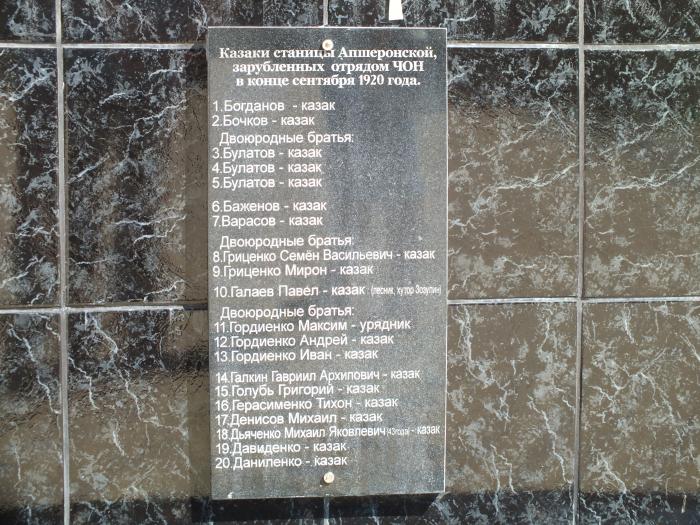 Казаки станицы Апшеронской,
зарубленных отрядом ЧОН
в конце сентября 1920 года.
1.Богданов - казак
2.Бочков - казак
Двоюродные братья:
3.Булатов - казак
4.Булатов - казак
5.Булатов - казак
6.Баженов - казак
7.Варасов - казак
Двоюродные братья:
8.Гриценко Семён Васильевич - казак
9.Гриценко Мирон - казак
10.Галаев Павел - казак (лесник, хутор Зозулин)
Двоюродные братья:
11.Гордиенко Максим - урядник
12.Гордиенко Андрей - казак
13.Гордиенко Иван - казак
14.Галкин Гавриил Архипович - казак
15.Голубь Григорий - казак
16.Герасименко Тихон - казак
17.Денисов Михаил - казак
18.Дьяченко Михаил Яковлевич(43года) - казак
19.Давиденко - казак
20.Даниленко - казак